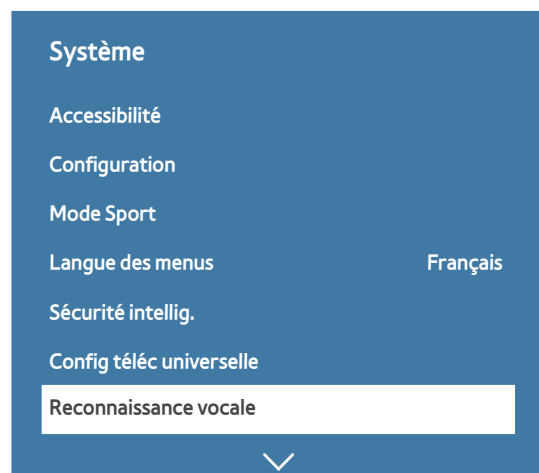 Système
Accessibilité
Configuration
Mode Sport
Langue des menus Français
Sécurité intellig.
Config téléc universelle
Reconnaissance vocale